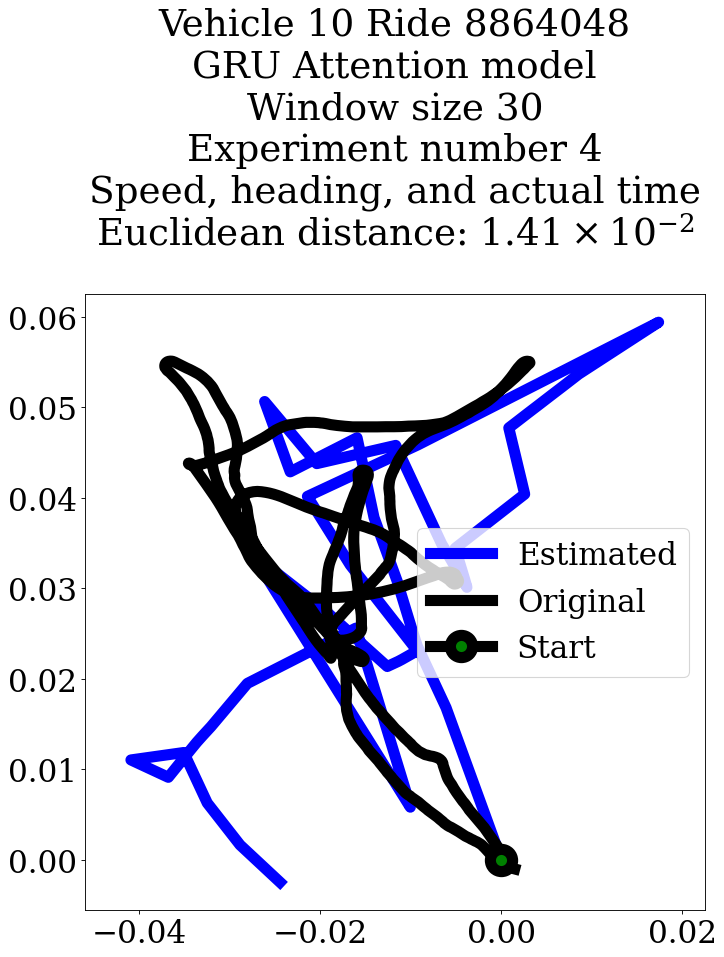 Vehicle 10 Ride 8864048
GRU Attention model
Window size 30
Experiment number 4
Speed, heading, and actual time
Euclidean distance: 1.41 × 10⁻²
0.06
0.05
0.04
0.03
0.02
0.01
0.00
Estimated
Original
Start
−0.04 −0.02 0.00 0.02